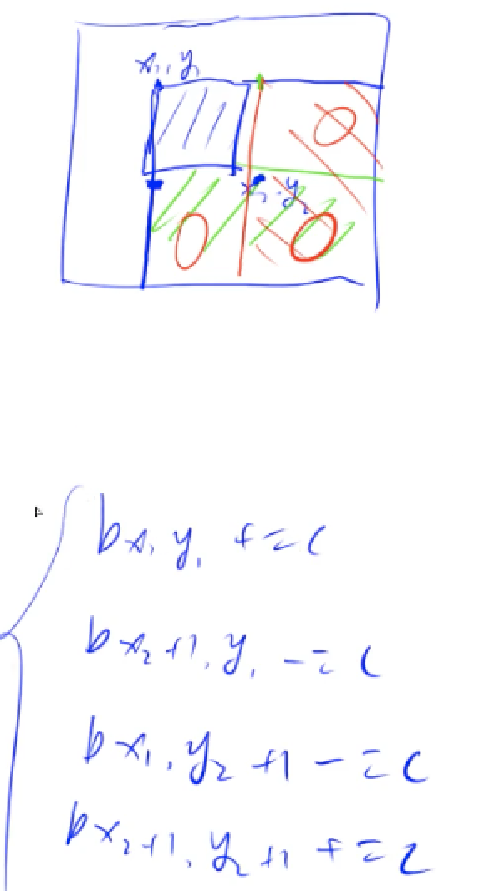 x₁, y₁
x₂, y₂
b x₁, y₁ += c
b x₂+1, y₁ -= c
b x₁, y₂+1 -= c
b x₂+1, y₂+1 += c